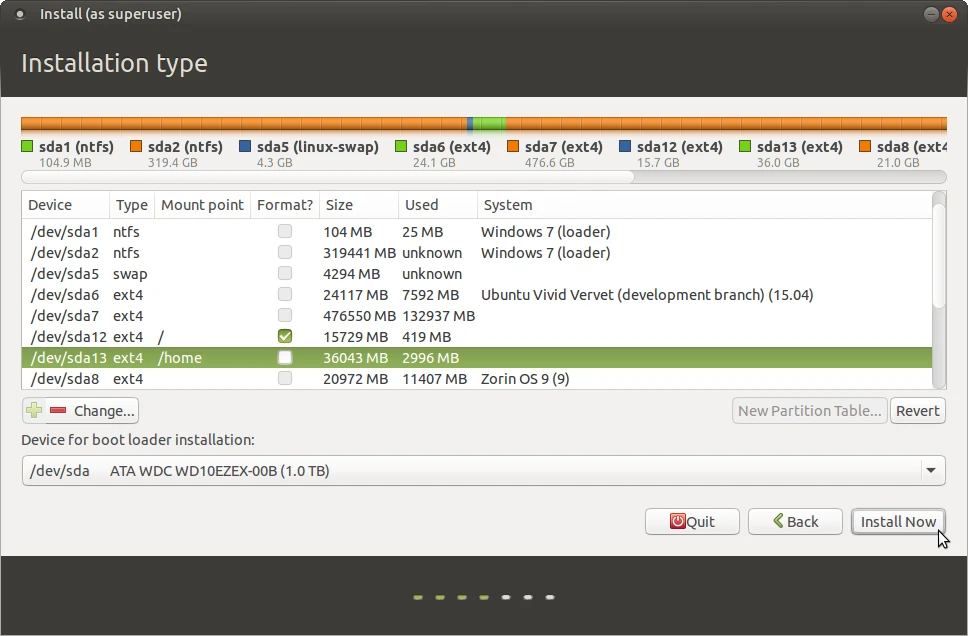 Install (as superuser)
Installation type
sda1 (ntfs) sda2 (ntfs) sda5 (linux-swap) sda6 (ext4) sda7 (ext4) sda12 (ext4) sda13 (ext4) sda8 (ext4
104.9 MB 319.4 GB 4.3 GB 24.1 GB 476.6 GB 15.7 GB 36.0 GB 21.0 GB
Device Type Mount point Format? Size Used System
/dev/sda1 ntfs 104 MB 25 MB Windows 7 (loader)
/dev/sda2 ntfs 319441 MB unknown Windows 7 (loader)
/dev/sda5 swap 4294 MB unknown
/dev/sda6 ext4 24117 MB 7592 MB Ubuntu Vivid Vervet (development branch) (15.04)
/dev/sda7 ext4 476550 MB 132937 MB
/dev/sda12 ext4 / 15729 MB 419 MB
/dev/sda13 ext4 /home 36043 MB 2996 MB
/dev/sda8 ext4 20972 MB 11407 MB Zorin OS 9 (9)
Change... New Partition Table... Revert
Device for boot loader installation:
/dev/sda ATA WDC WD10EZEX-00B (1.0 TB)
Quit Back Install Now